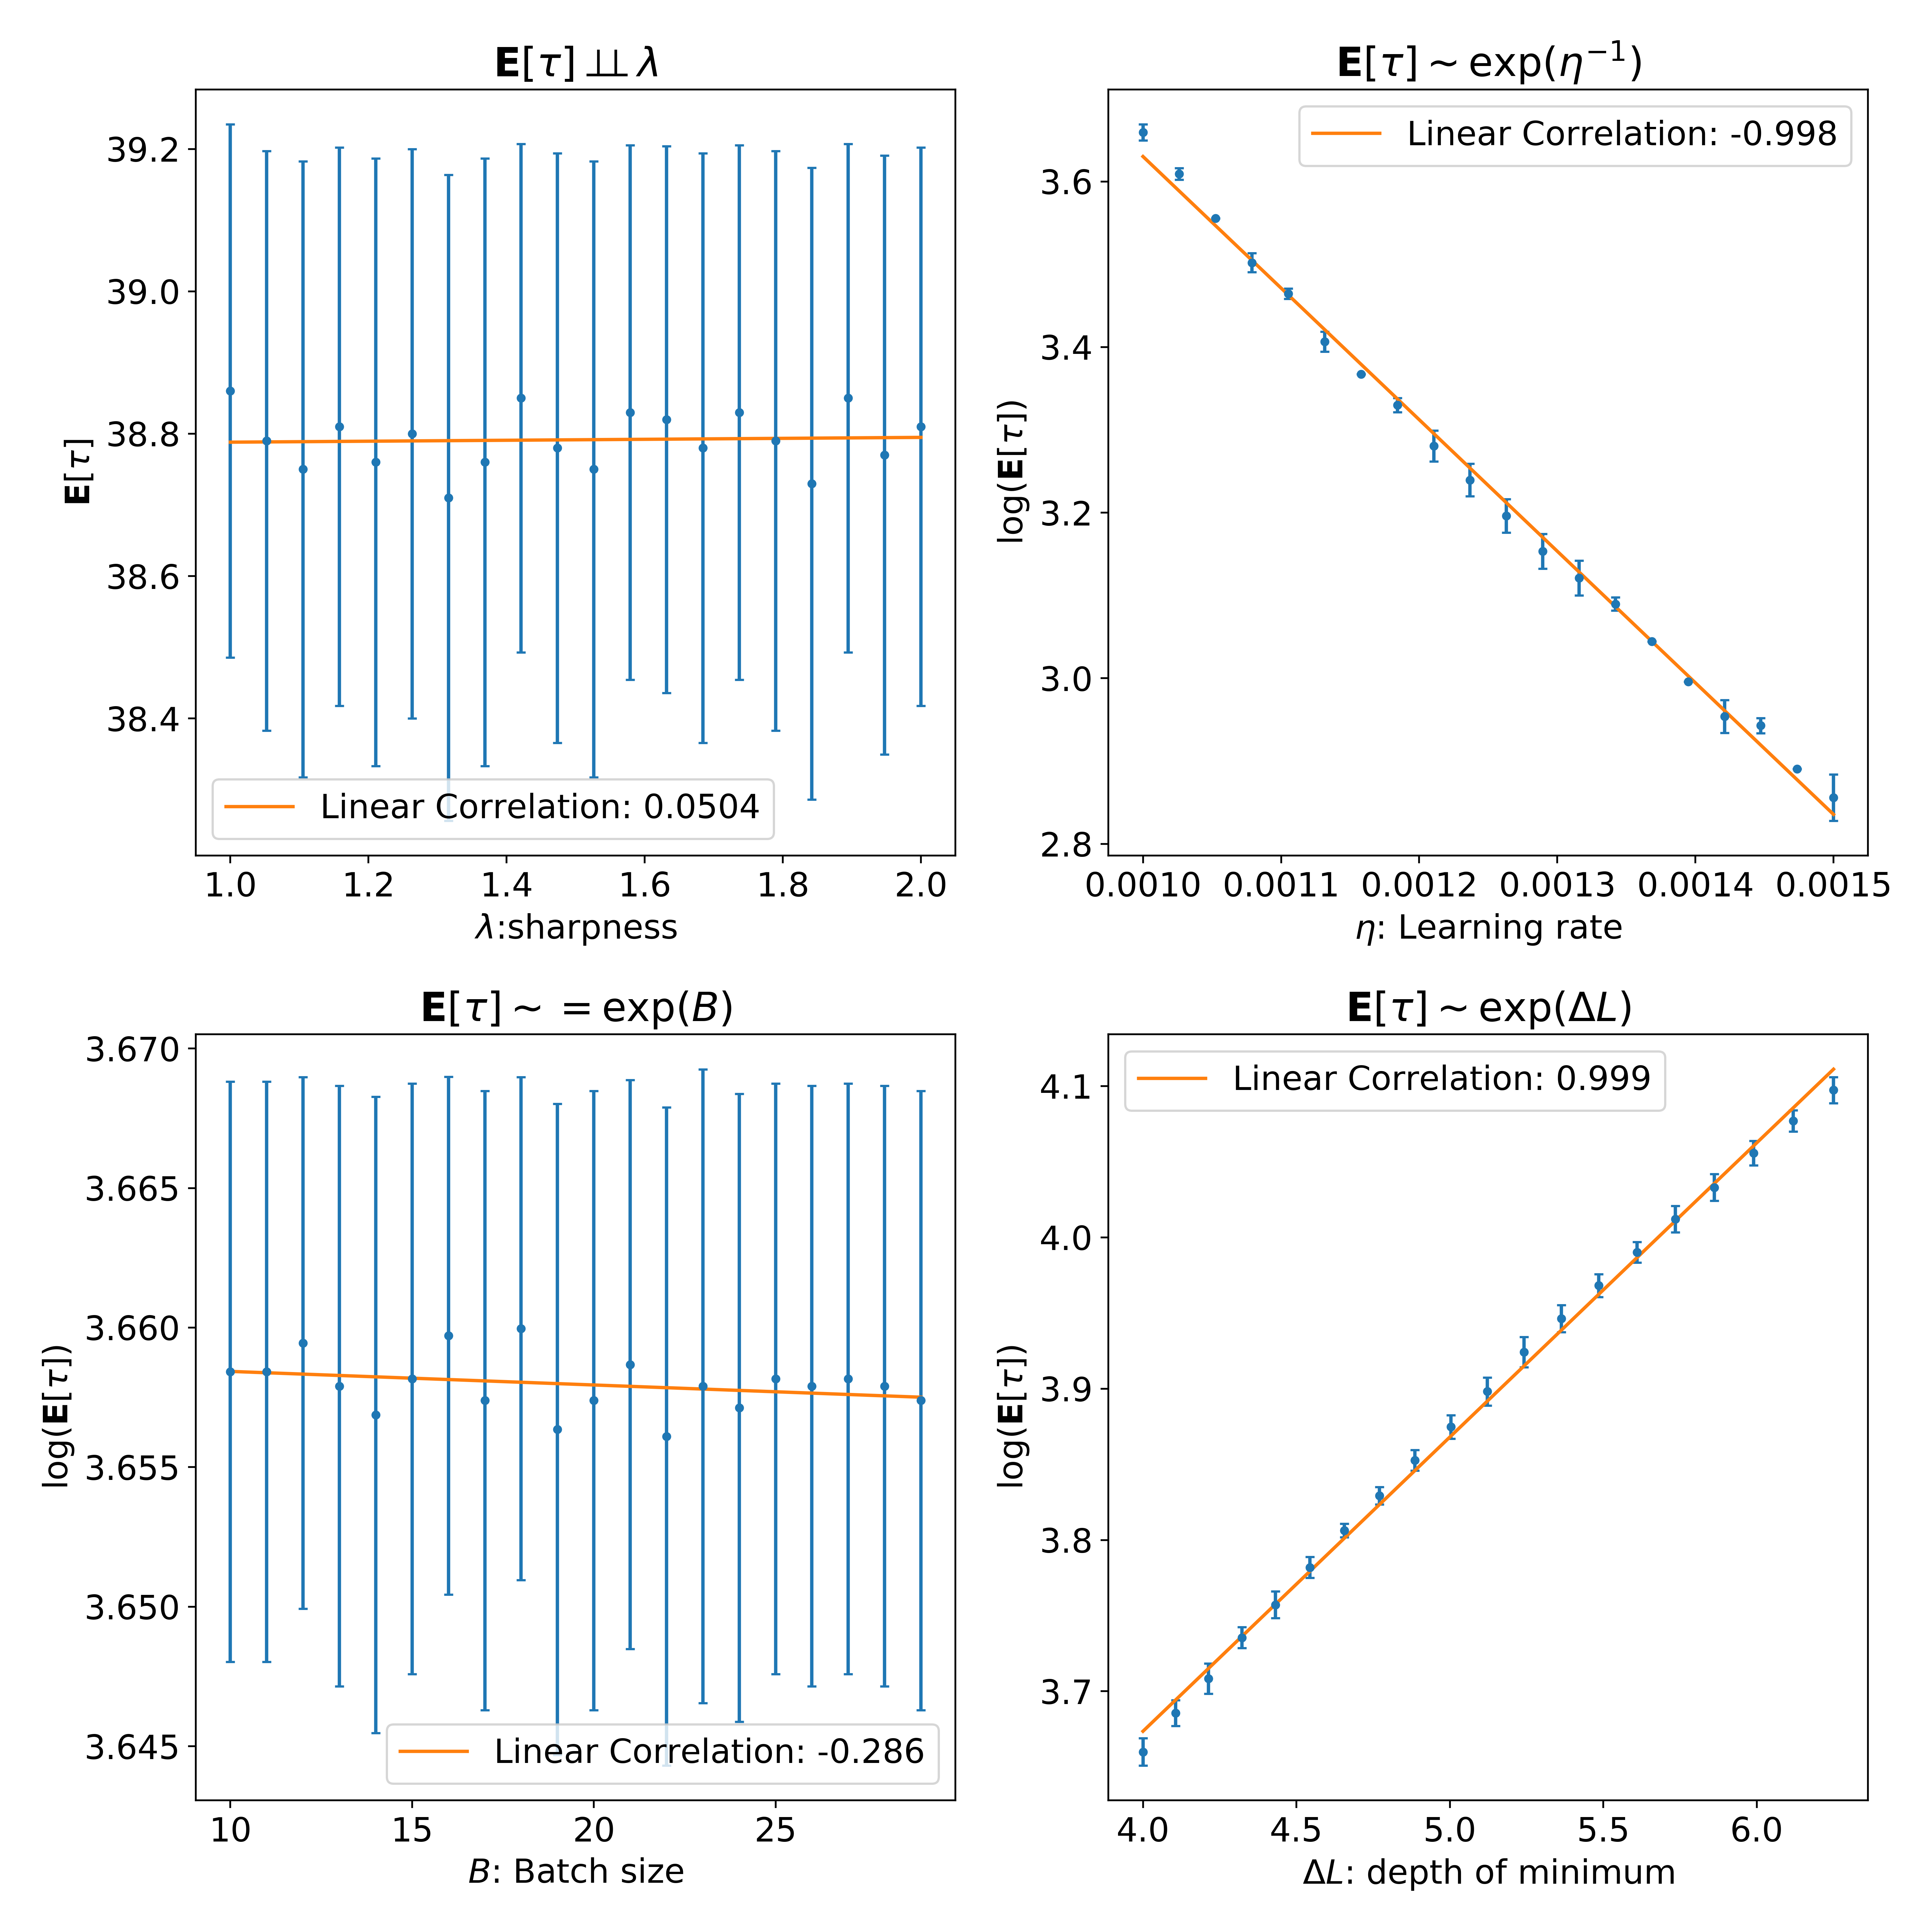 E[τ] ⊥⊥ λ
39.2
39.0
38.8
38.6
38.4
E[τ]
Linear Correlation: 0.0504
1.0 1.2 1.4 1.6 1.8 2.0
λ:sharpness
E[τ] ~ exp(η⁻¹)
Linear Correlation: -0.998
3.6
3.4
3.2
3.0
2.8
log(E[τ])
0.0010 0.0011 0.0012 0.0013 0.0014 0.0015
η: Learning rate
E[τ] ~ = exp(B)
3.670
3.665
3.660
3.655
3.650
3.645
log(E[τ])
Linear Correlation: -0.286
10 15 20 25
B: Batch size
E[τ] ~ exp(ΔL)
Linear Correlation: 0.999
4.1
4.0
3.9
3.8
3.7
log(E[τ])
4.0 4.5 5.0 5.5 6.0
ΔL: depth of minimum